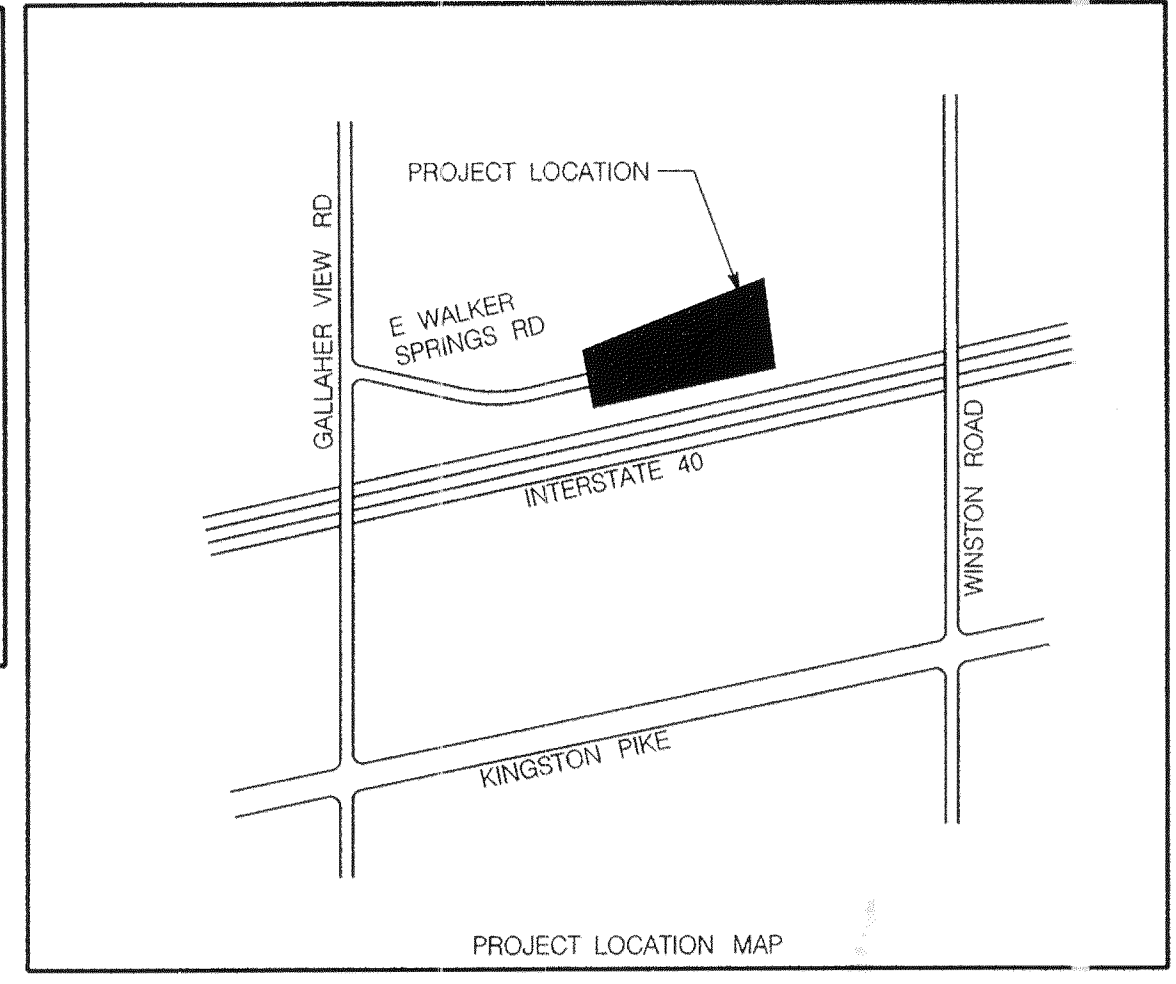 PROJECT LOCATION
GALLAHER VIEW RD
E WALKER
SPRINGS RD
INTERSTATE 40
WINSTON ROAD
KINGSTON PIKE
PROJECT LOCATION MAP